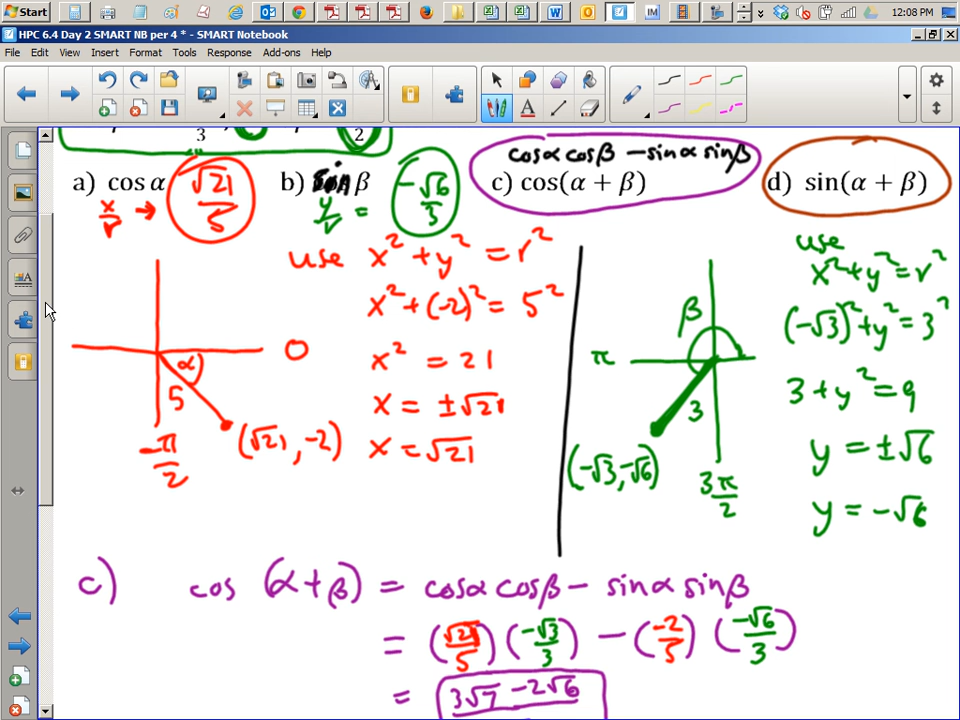 Start
12:08 PM
HPC 6.4 Day 2 SMART NB per 4 * - SMART Notebook
File Edit View Insert Format Tools Response Add-ons Help
3
2
cosα cosβ − sinα sinβ
a) cos α √21/5 b) β −√6/3 c) cos(α + β) d) sin(α + β)
x/r → y/r =
use x² + y² = r²
x² + (-2)² = 5²
x² = 21
x = ±√21
x = √21
0
α
5
(√21, -2)
-π/2
use
x² + y² = r²
(-√3)² + y² = 3²
3 + y² = 9
y = ±√6
y = -√6
β
π
3
(-√3, -√6)
3π/2
c) cos (α+β) = cosα cosβ − sinα sinβ
= (√21/5) (-√3/3) − (-2/5) (-√6/3)
= 3√7 − 2√6